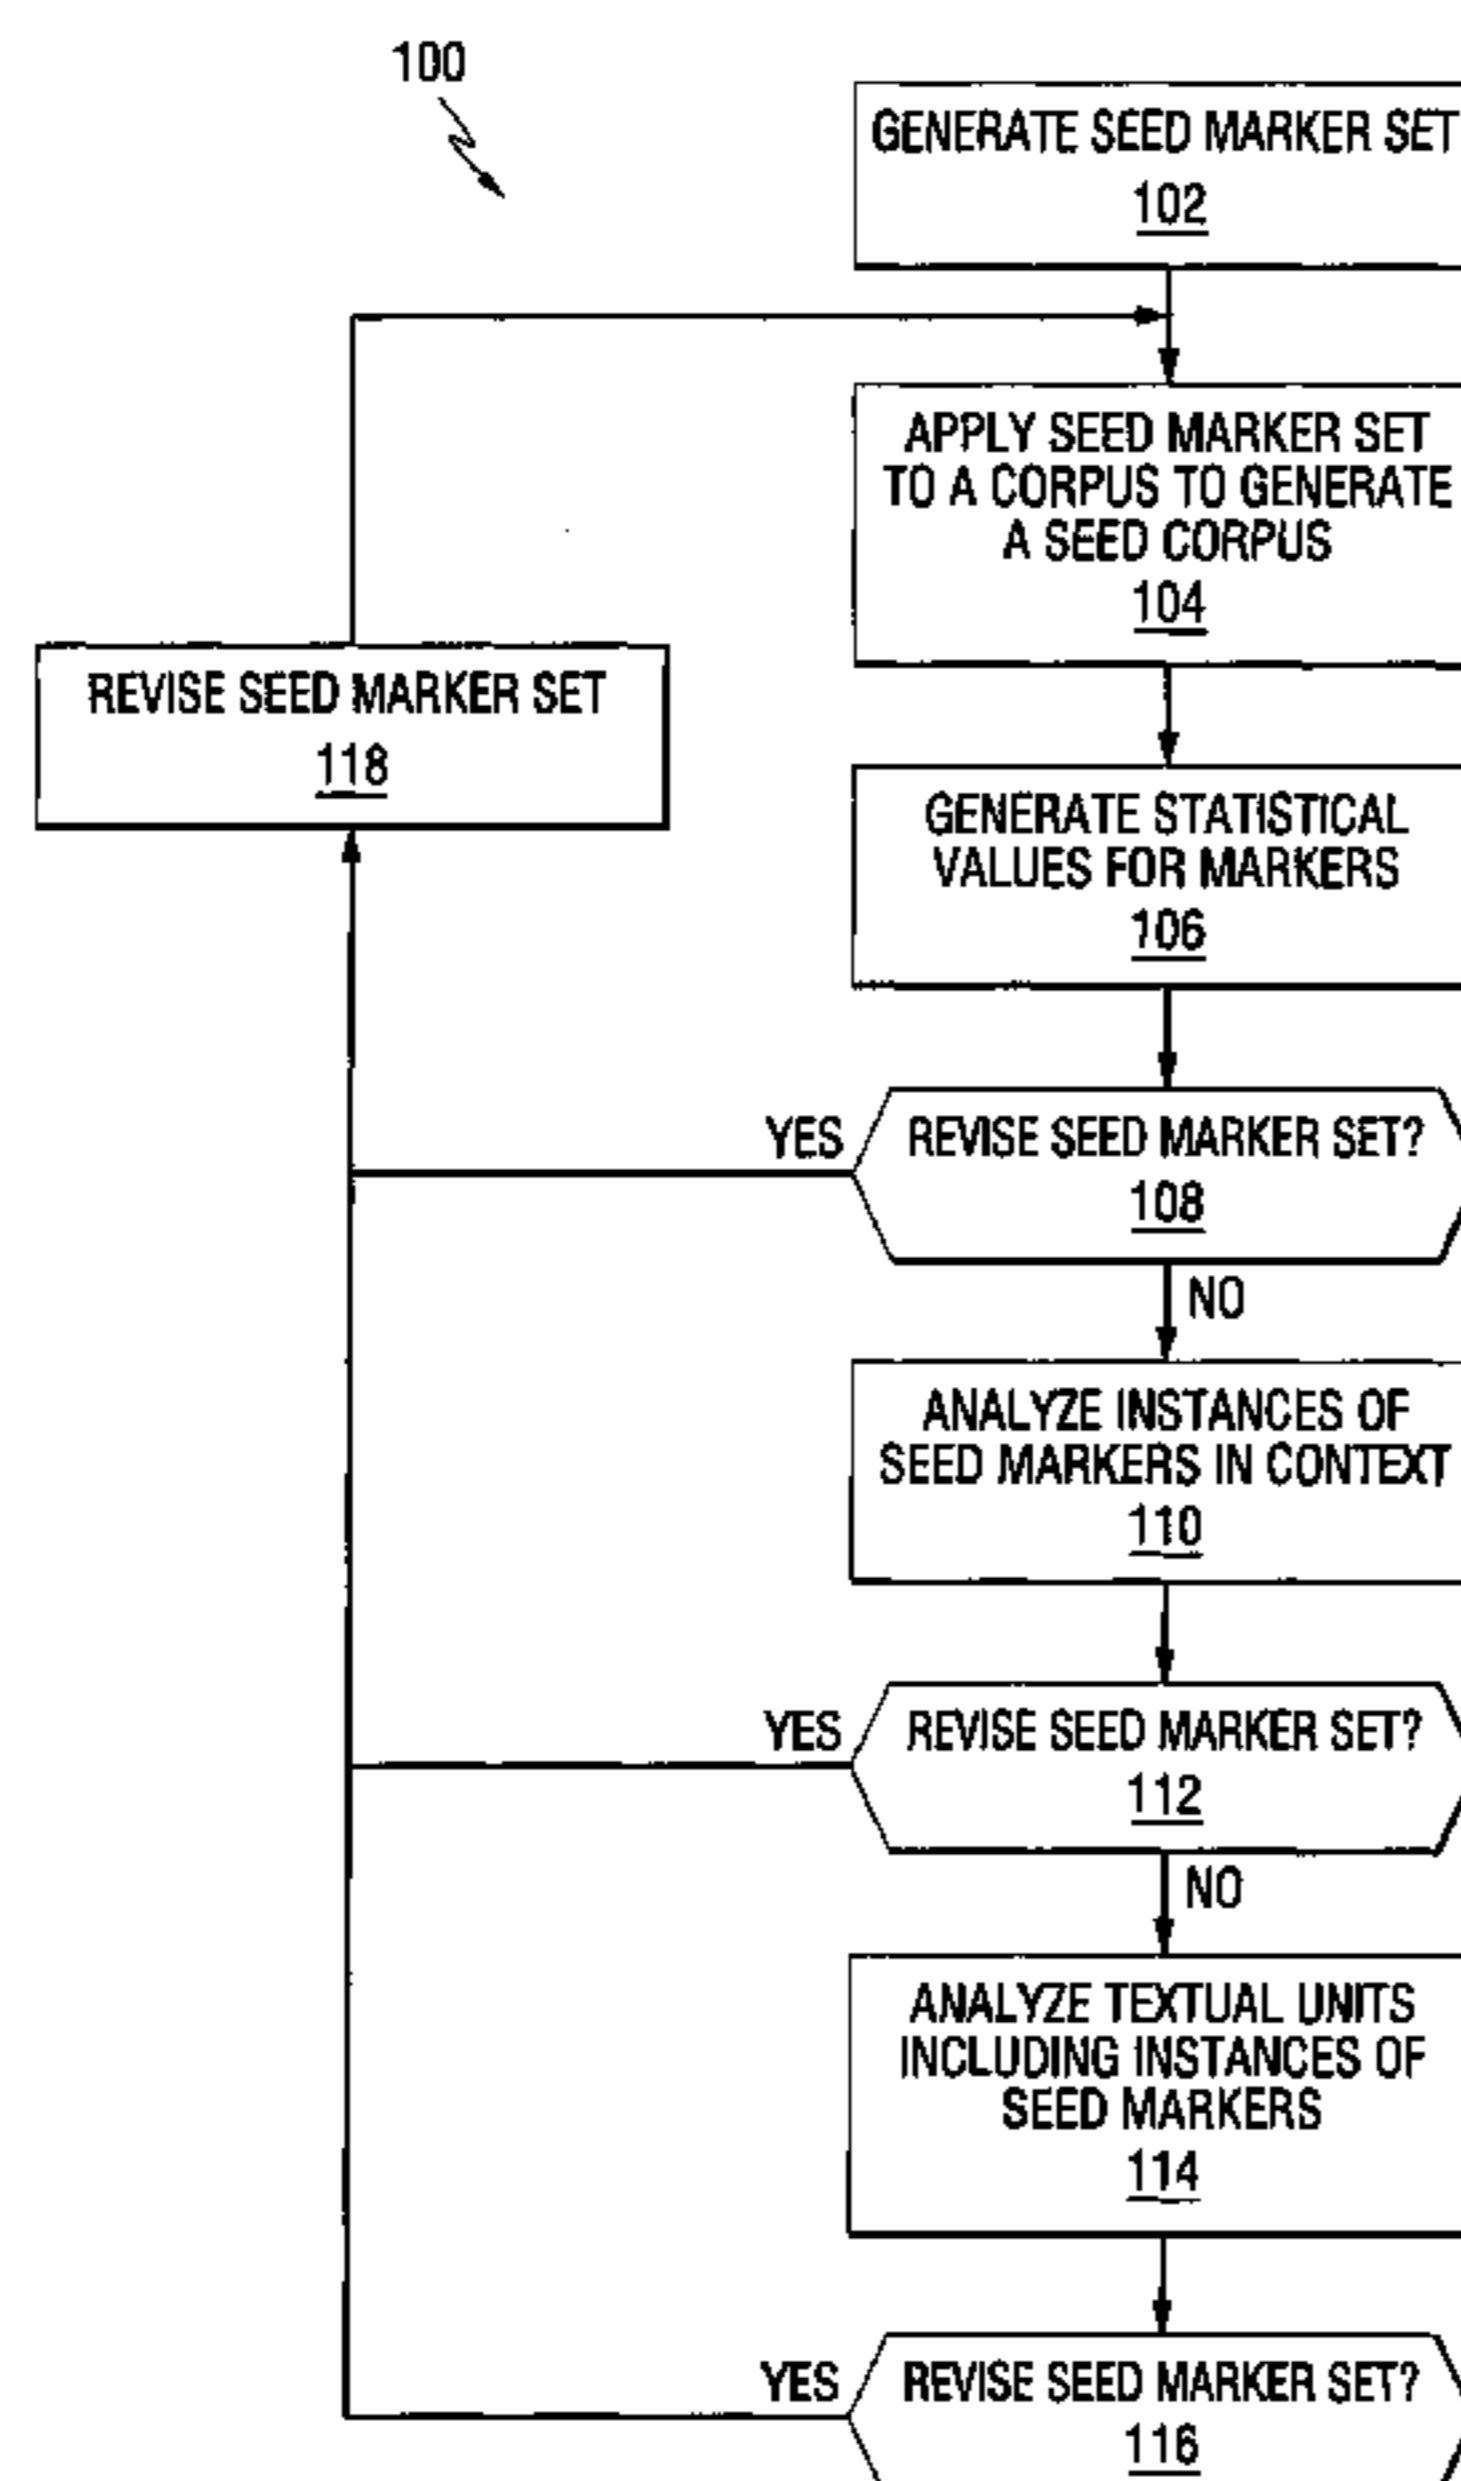 100
GENERATE SEED MARKER SET
102
APPLY SEED MARKER SET
TO A CORPUS TO GENERATE
A SEED CORPUS
104
REVISE SEED MARKER SET
118
GENERATE STATISTICAL
VALUES FOR MARKERS
106
YES
REVISE SEED MARKER SET?
108
NO
ANALYZE INSTANCES OF
SEED MARKERS IN CONTEXT
110
YES
REVISE SEED MARKER SET?
112
NO
ANALYZE TEXTUAL UNITS
INCLUDING INSTANCES OF
SEED MARKERS
114
YES
REVISE SEED MARKER SET?
116